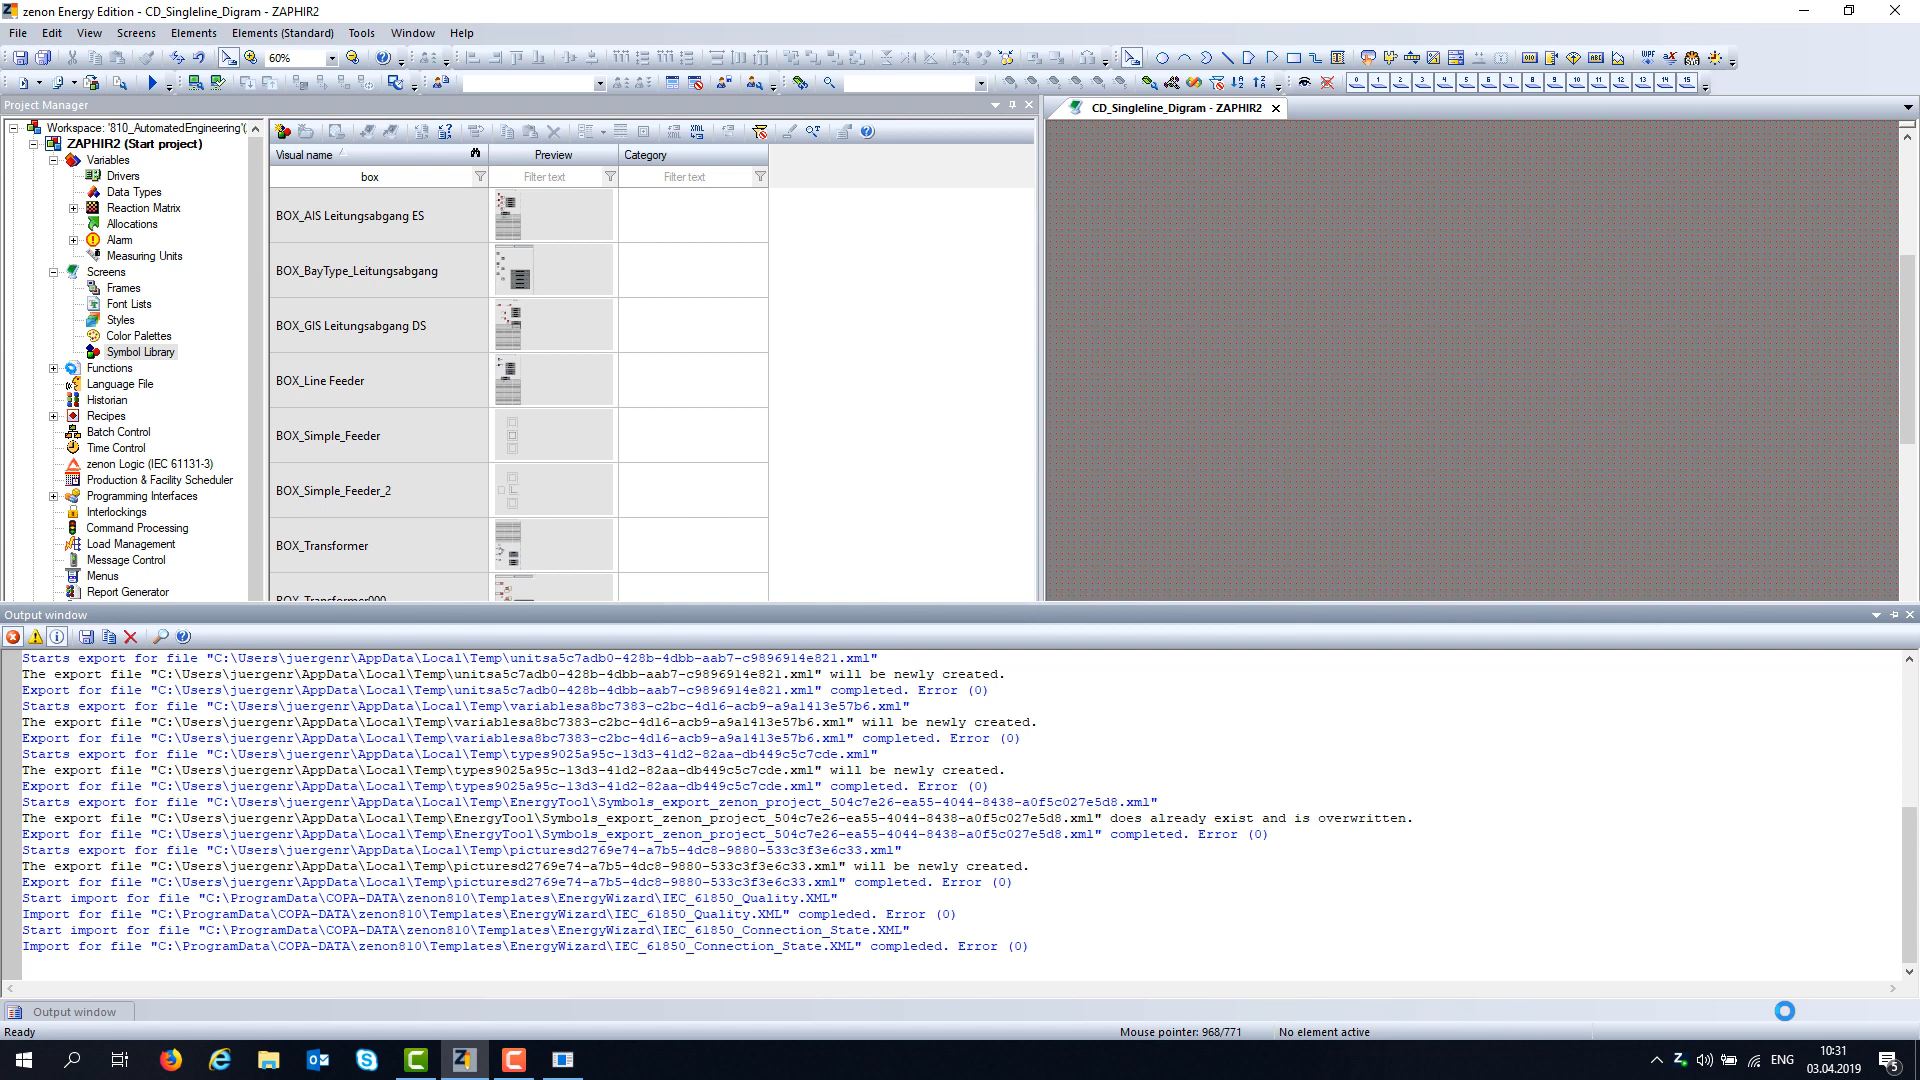 zenon Energy Edition - CD_Singleline_Digram - ZAPHIR2
File Edit View Screens Elements Elements (Standard) Tools Window Help
60%
0 1 2 3 4 5 6 7 8 9 10 11 12 13 14 15
Project Manager
CD_Singleline_Digram - ZAPHIR2
Workspace: '810_AutomatedEngineering'(
ZAPHIR2 (Start project)
Variables
Drivers
Data Types
Reaction Matrix
Allocations
Alarm
Measuring Units
Screens
Frames
Font Lists
Styles
Color Palettes
Symbol Library
Functions
Language File
Historian
Recipes
Batch Control
Time Control
zenon Logic (IEC 61131-3)
Production & Facility Scheduler
Programming Interfaces
Interlockings
Command Processing
Load Management
Message Control
Menus
Report Generator
Visual name Preview Category
box Filter text Filter text
BOX_AIS Leitungsabgang ES
BOX_BayType_Leitungsabgang
BOX_GIS Leitungsabgang DS
BOX_Line Feeder
BOX_Simple_Feeder
BOX_Simple_Feeder_2
BOX_Transformer
BOX_Transformer000
Output window
Starts export for file "C:\Users\juergenr\AppData\Local\Temp\unitsa5c7adb0-428b-4dbb-aab7-c9896914e821.xml"
The export file "C:\Users\juergenr\AppData\Local\Temp\unitsa5c7adb0-428b-4dbb-aab7-c9896914e821.xml" will be newly created.
Export for file "C:\Users\juergenr\AppData\Local\Temp\unitsa5c7adb0-428b-4dbb-aab7-c9896914e821.xml" completed. Error (0)
Starts export for file "C:\Users\juergenr\AppData\Local\Temp\variablesa8bc7383-c2bc-4d16-acb9-a9a1413e57b6.xml"
The export file "C:\Users\juergenr\AppData\Local\Temp\variablesa8bc7383-c2bc-4d16-acb9-a9a1413e57b6.xml" will be newly created.
Export for file "C:\Users\juergenr\AppData\Local\Temp\variablesa8bc7383-c2bc-4d16-acb9-a9a1413e57b6.xml" completed. Error (0)
Starts export for file "C:\Users\juergenr\AppData\Local\Temp\types9025a95c-13d3-41d2-82aa-db449c5c7cde.xml"
The export file "C:\Users\juergenr\AppData\Local\Temp\types9025a95c-13d3-41d2-82aa-db449c5c7cde.xml" will be newly created.
Export for file "C:\Users\juergenr\AppData\Local\Temp\types9025a95c-13d3-41d2-82aa-db449c5c7cde.xml" completed. Error (0)
Starts export for file "C:\Users\juergenr\AppData\Local\Temp\EnergyTool\Symbols_export_zenon_project_504c7e26-ea55-4044-8438-a0f5c027e5d8.xml"
The export file "C:\Users\juergenr\AppData\Local\Temp\EnergyTool\Symbols_export_zenon_project_504c7e26-ea55-4044-8438-a0f5c027e5d8.xml" does already exist and is overwritten.
Export for file "C:\Users\juergenr\AppData\Local\Temp\EnergyTool\Symbols_export_zenon_project_504c7e26-ea55-4044-8438-a0f5c027e5d8.xml" completed. Error (0)
Starts export for file "C:\Users\juergenr\AppData\Local\Temp\picturesd2769e74-a7b5-4dc8-9880-533c3f3e6c33.xml"
The export file "C:\Users\juergenr\AppData\Local\Temp\picturesd2769e74-a7b5-4dc8-9880-533c3f3e6c33.xml" will be newly created.
Export for file "C:\Users\juergenr\AppData\Local\Temp\picturesd2769e74-a7b5-4dc8-9880-533c3f3e6c33.xml" completed. Error (0)
Start import for file "C:\ProgramData\COPA-DATA\zenon810\Templates\EnergyWizard\IEC_61850_Quality.XML"
Import for file "C:\ProgramData\COPA-DATA\zenon810\Templates\EnergyWizard\IEC_61850_Quality.XML" compleded. Error (0)
Start import for file "C:\ProgramData\COPA-DATA\zenon810\Templates\EnergyWizard\IEC_61850_Connection_State.XML"
Import for file "C:\ProgramData\COPA-DATA\zenon810\Templates\EnergyWizard\IEC_61850_Connection_State.XML" compleded. Error (0)
Output window
Ready Mouse pointer: 968/771 No element active
ENG
10:31
03.04.2019
5